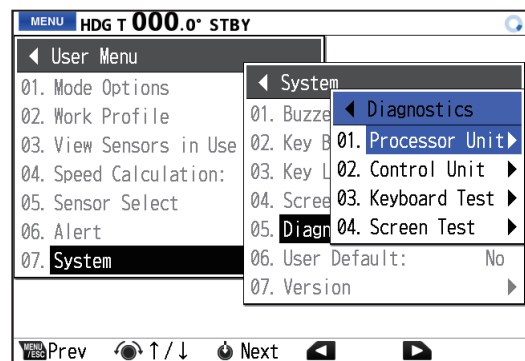 MENU HDG T 000.0° STBY
◀ User Menu
01. Mode Options
02. Work Profile
03. View Sensors in Use
04. Speed Calculation:
05. Sensor Select
06. Alert
07. System
◀ System
01. Buzze
02. Key B
03. Key L
04. Scree
05. Diagn
06. User Default: No
07. Version ▶
◀ Diagnostics
01. Processor Unit ▶
02. Control Unit ▶
03. Keyboard Test ▶
04. Screen Test ▶
MENU/ESC Prev ↑/↓ Next ◀ ▶